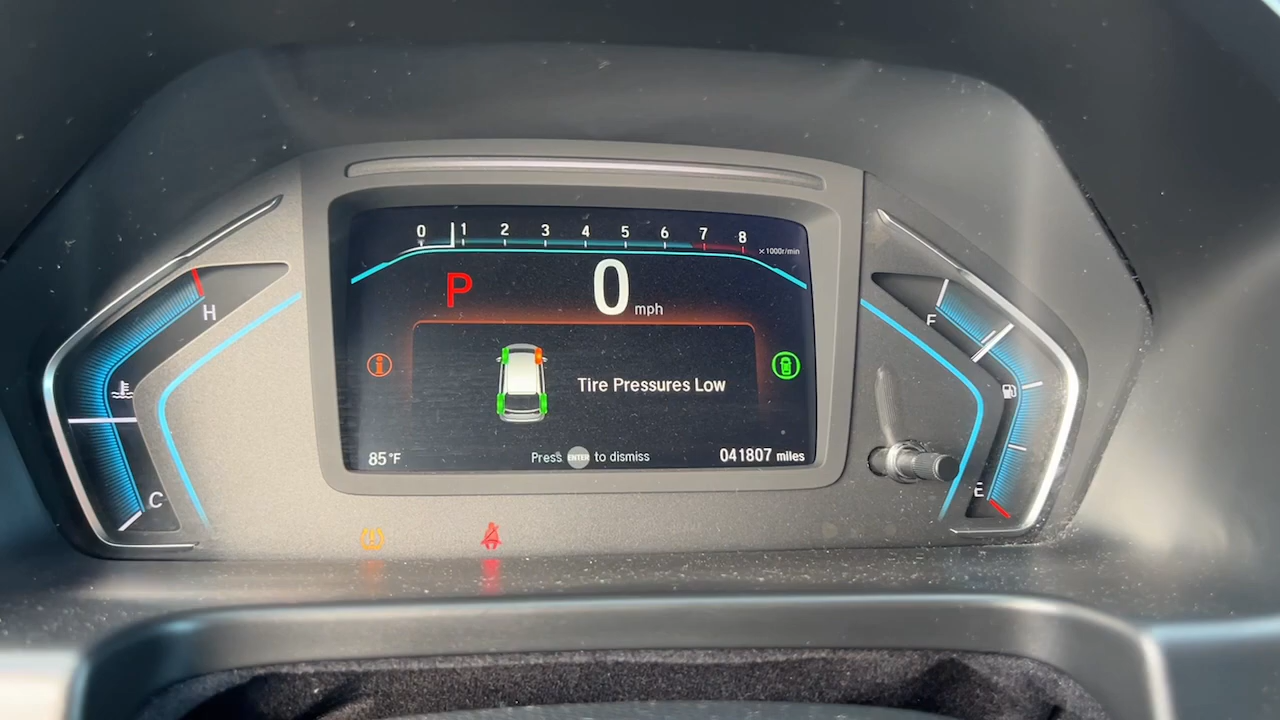 0 1 2 3 4 5 6 7 8
×1000r/min
P 0 mph
H
F
Tire Pressures Low
85°F
Press ENTER to dismiss
041807 miles
C
E